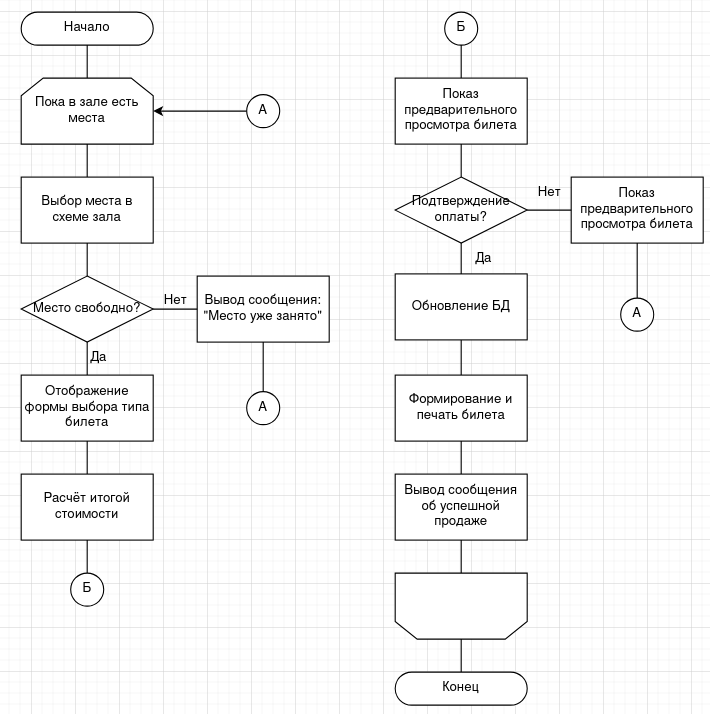 Начало
Пока в зале есть
места
А
Выбор места в
схеме зала
Место свободно?
Нет
Вывод сообщения:
"Место уже занято"
А
Да
Отображение
формы выбора типа
билета
Расчёт итогой
стоимости
Б
Б
Показ
предварительного
просмотра билета
Подтверждение
оплаты?
Нет
Показ
предварительного
просмотра билета
А
Да
Обновление БД
Формирование и
печать билета
Вывод сообщения
об успешной
продаже
Конец